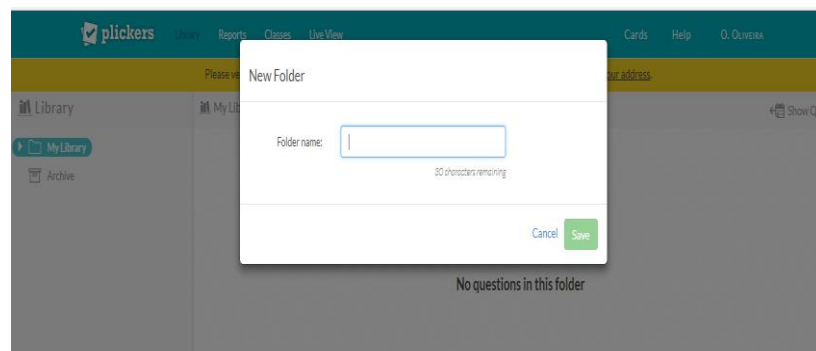 plickers Library Reports Classes Live View Cards Help O. OLIVEIRA
Please ve our address.
New Folder
Library My Lib Show Q
Folder name:
My Library
30 characters remaining
Archive
Cancel Save
No questions in this folder